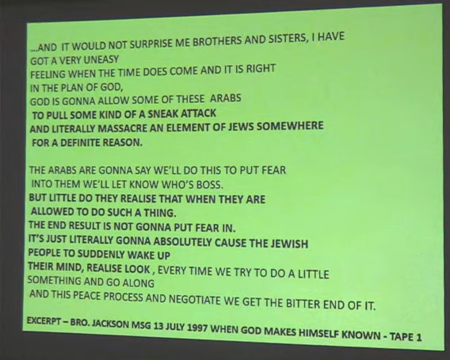 ...AND IT WOULD NOT SURPRISE ME BROTHERS AND SISTERS, I HAVE
GOT A VERY UNEASY
FEELING WHEN THE TIME DOES COME AND IT IS RIGHT
IN THE PLAN OF GOD,
GOD IS GONNA ALLOW SOME OF THESE ARABS
TO PULL SOME KIND OF A SNEAK ATTACK
AND LITERALLY MASSACRE AN ELEMENT OF JEWS SOMEWHERE
FOR A DEFINITE REASON.
THE ARABS ARE GONNA SAY WE'LL DO THIS TO PUT FEAR
INTO THEM WE'LL LET KNOW WHO'S BOSS.
BUT LITTLE DO THEY REALISE THAT WHEN THEY ARE
ALLOWED TO DO SUCH A THING.
THE END RESULT IS NOT GONNA PUT FEAR IN.
IT'S JUST LITERALLY GONNA ABSOLUTELY CAUSE THE JEWISH
PEOPLE TO SUDDENLY WAKE UP
THEIR MIND, REALISE LOOK , EVERY TIME WE TRY TO DO A LITTLE
SOMETHING AND GO ALONG
AND THIS PEACE PROCESS AND NEGOTIATE WE GET THE BITTER END OF IT.
EXCERPT – BRO. JACKSON MSG 13 JULY 1997 WHEN GOD MAKES HIMSELF KNOWN - TAPE 1